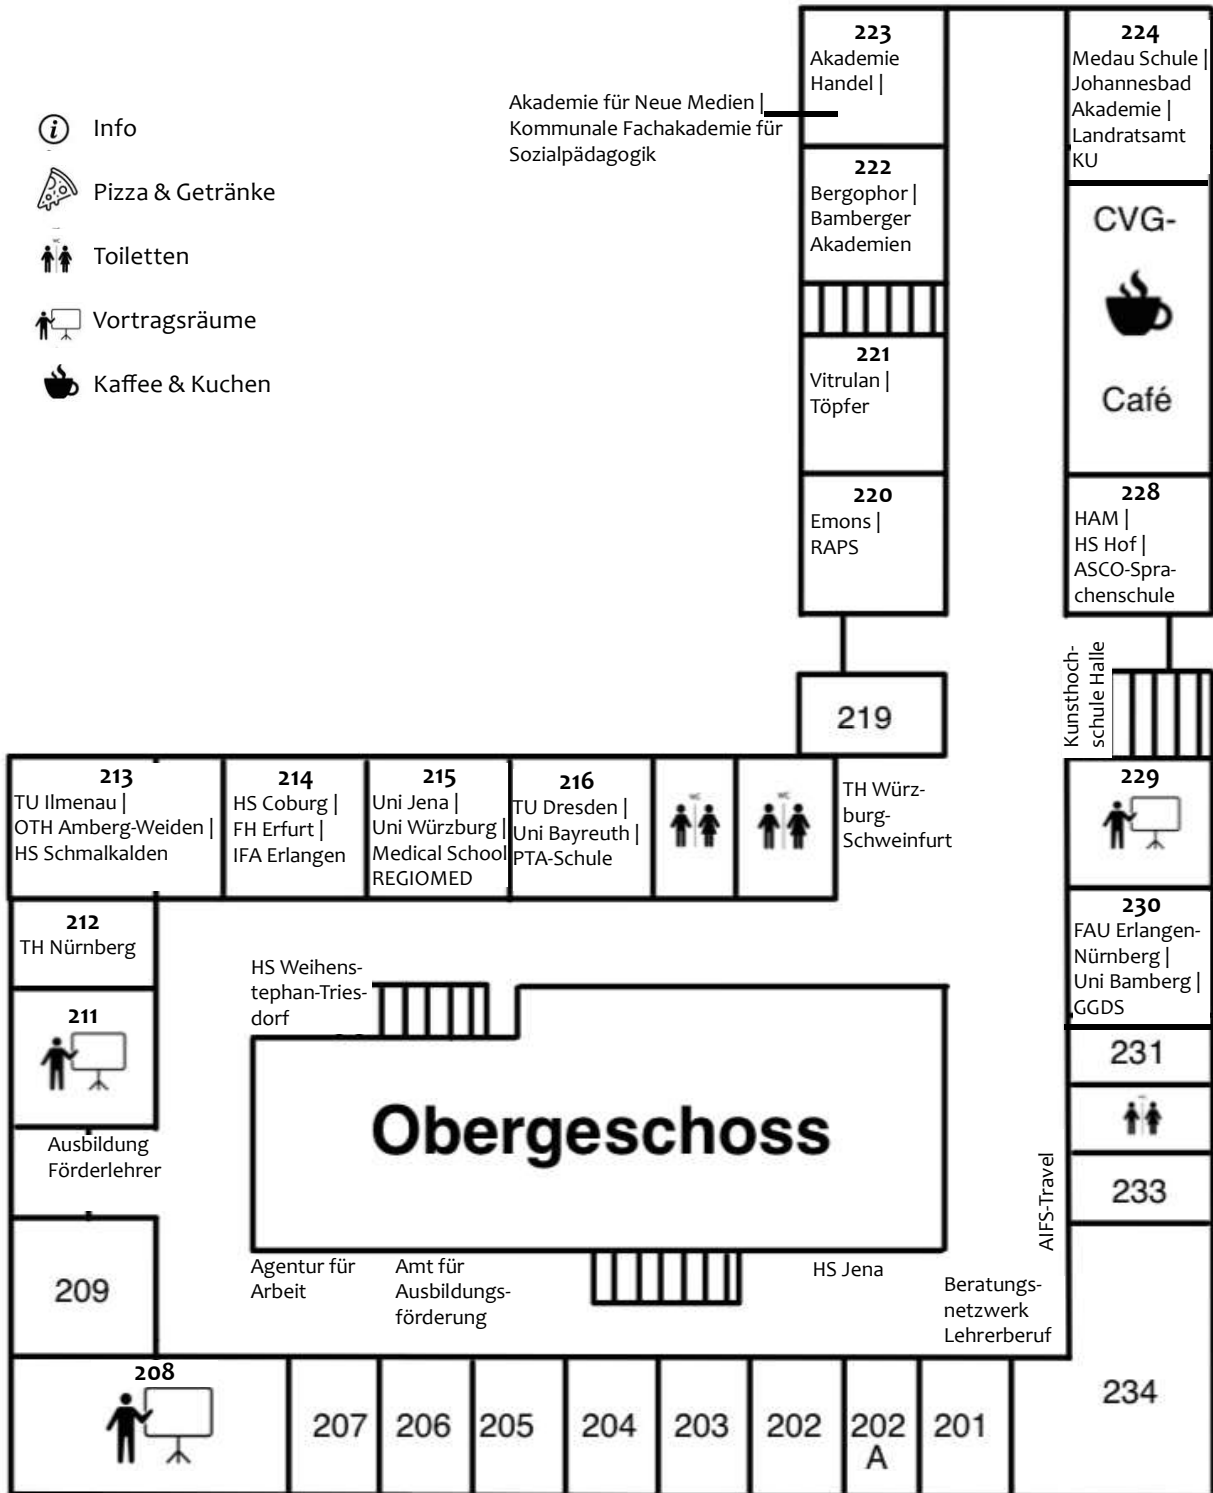 Info
Pizza & Getränke
Toiletten
Vortragsräume
Kaffee & Kuchen
223
Akademie
Handel |
Akademie für Neue Medien |
Kommunale Fachakademie für
Sozialpädagogik
222
Bergophor |
Bamberger
Akademien
221
Vitrulan |
Töpfer
220
Emons |
RAPS
219
224
Medau Schule |
Johannesbad
Akademie |
Landratsamt
KU
CVG-
Café
228
HAM |
HS Hof |
ASCO-Spra-
chenschule
Kunsthoch-
schule Halle
213
TU Ilmenau |
OTH Amberg-Weiden |
HS Schmalkalden
214
HS Coburg |
FH Erfurt |
IFA Erlangen
215
Uni Jena |
Uni Würzburg |
Medical School
REGIOMED
216
TU Dresden |
Uni Bayreuth |
PTA-Schule
WC
WC
TH Würz-
burg-
Schweinfurt
229
230
FAU Erlangen-
Nürnberg |
Uni Bamberg |
GGDS
231
233
234
212
TH Nürnberg
211
Ausbildung
Förderlehrer
209
HS Weihens-
tephan-Tries-
dorf
Obergeschoss
Agentur für
Arbeit
Amt für
Ausbildungs-
förderung
HS Jena
Beratungs-
netzwerk
Lehrerberuf
AIFS-Travel
208
207
206
205
204
203
202
202
A
201